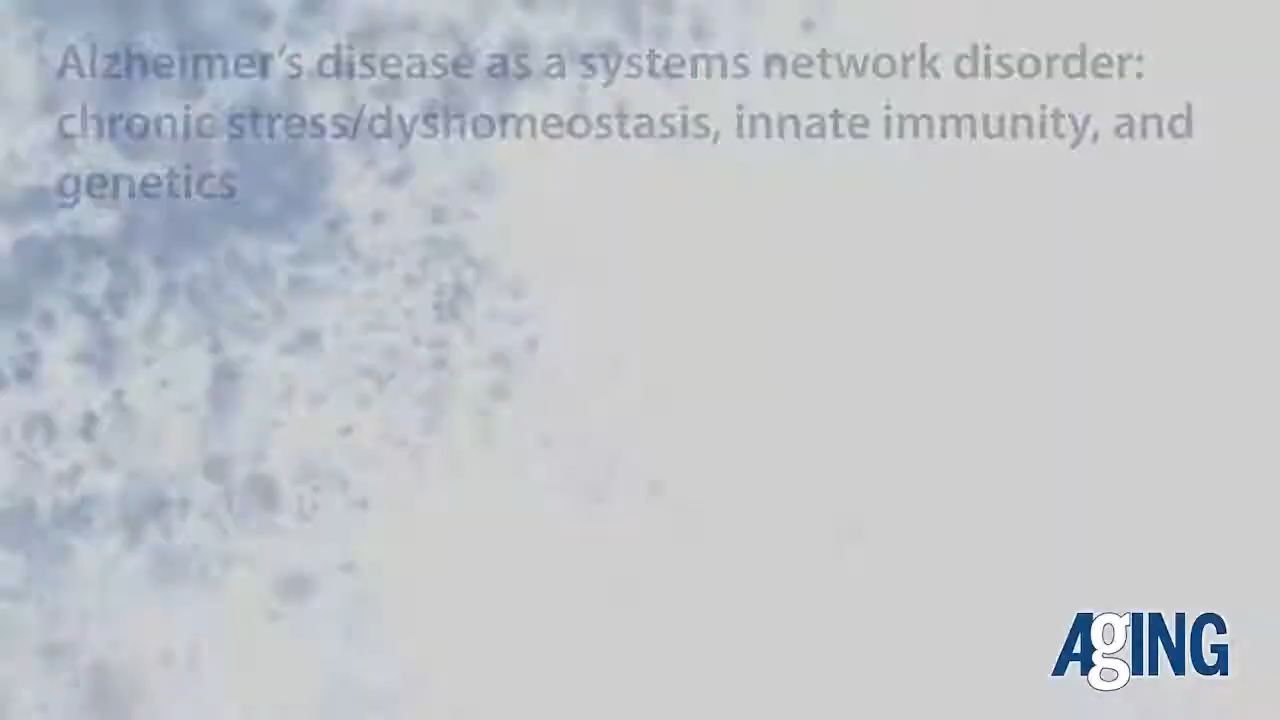 Alzheimer's disease as a systems network disorder:
chronic stress/dyshomeostasis, innate immunity, and
genetics
AgING